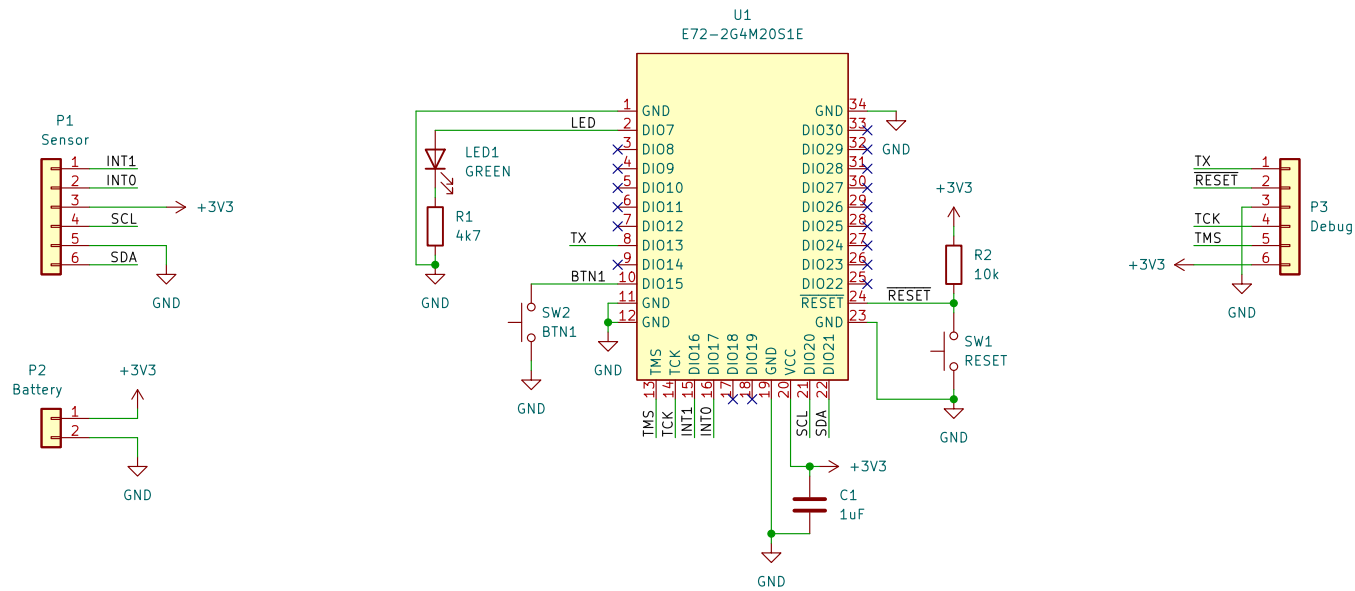 U1
E72-2G4M20S1E
1 GND
2 DIO7
3 DIO8
4 DIO9
5 DIO10
6 DIO11
7 DIO12
8 DIO13
9 DIO14
10 DIO15
11 GND
12 GND
GND 34
DIO30 33
DIO29 32
DIO28 31
DIO27 30
DIO26 29
DIO25 28
DIO24 27
DIO23 26
DIO22 25
RESET 24
GND 23
TMS 13
TCK 14
DIO16 15
DIO17 16
DIO18 17
DIO19 18
GND 19
VCC 20
DIO20 21
DIO21 22
TMS
TCK
INT1
INT0
SCL
SDA
P1
Sensor
1 INT1
2 INT0
3 +3V3
4 SCL
5
6 SDA
GND
P2
Battery
+3V3
1
2
GND
LED
LED1
GREEN
R1
4k7
GND
TX
BTN1
SW2
BTN1
GND
GND
GND
+3V3
R2
10k
RESET
SW1
RESET
GND
+3V3
C1
1uF
GND
TX 1
RESET 2
3
TCK 4
TMS 5
+3V3 6
P3
Debug
GND